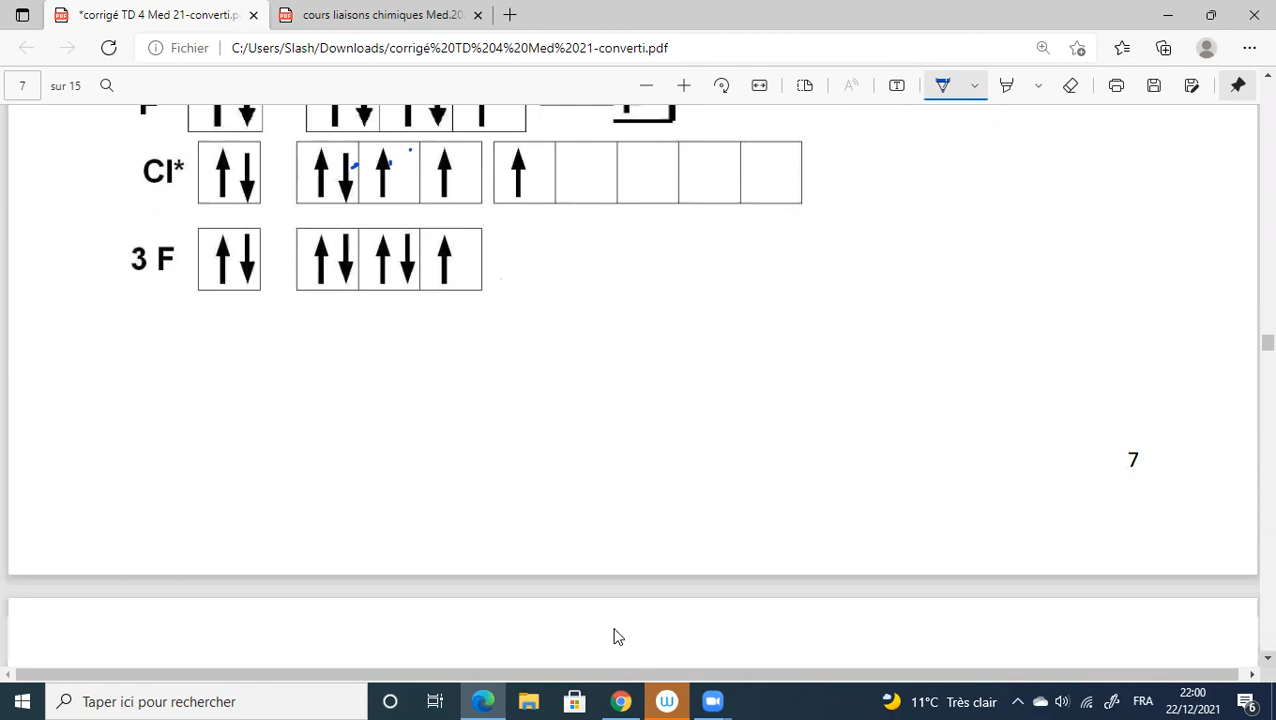 *corrigé TD 4 Med 21-converti.p
cours liaisons chimiques Med.20
Fichier
C:/Users/Slash/Downloads/corrigé%20TD%204%20Med%2021-converti.pdf
7 sur 15
Cl*
3 F
7
Taper ici pour rechercher
11°C Très clair
FRA
22:00
22/12/2021
6